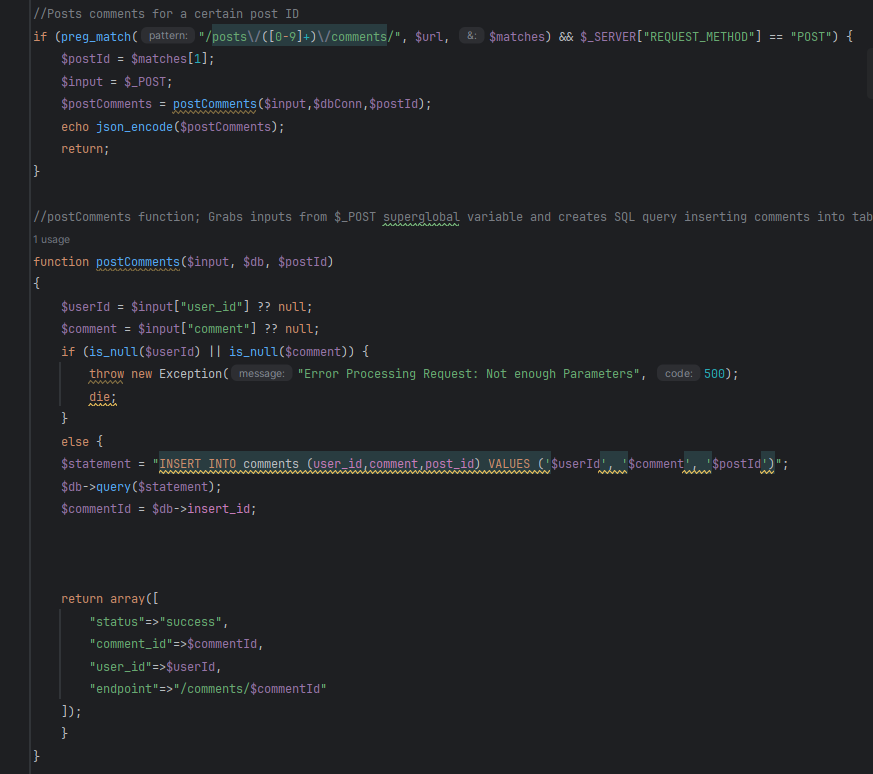 //Posts comments for a certain post ID
if (preg_match( pattern: "/posts\/([0-9]+)\/comments/", $url, &: $matches) && $_SERVER["REQUEST_METHOD"] == "POST") {
$postId = $matches[1];
$input = $_POST;
$postComments = postComments($input,$dbConn,$postId);
echo json_encode($postComments);
return;
}
//postComments function; Grabs inputs from $_POST superglobal variable and creates SQL query inserting comments into tab
1 usage
function postComments($input, $db, $postId)
{
$userId = $input["user_id"] ?? null;
$comment = $input["comment"] ?? null;
if (is_null($userId) || is_null($comment)) {
throw new Exception( message: "Error Processing Request: Not enough Parameters", code: 500);
die;
}
else {
$statement = "INSERT INTO comments (user_id,comment,post_id) VALUES ('$userId', '$comment', '$postId')";
$db->query($statement);
$commentId = $db->insert_id;
return array([
"status"=>"success",
"comment_id"=>$commentId,
"user_id"=>$userId,
"endpoint"=>"/comments/$commentId"
]);
}
}